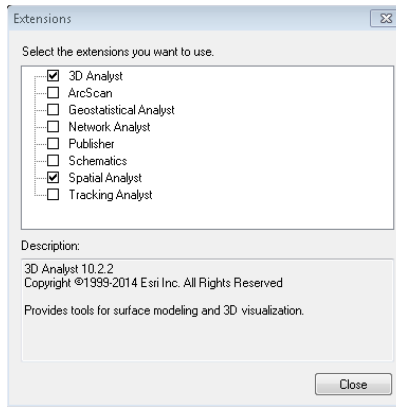 Extensions
Select the extensions you want to use.
3D Analyst
ArcScan
Geostatistical Analyst
Network Analyst
Publisher
Schematics
Spatial Analyst
Tracking Analyst
Description:
3D Analyst 10.2.2
Copyright ©1999-2014 Esri Inc. All Rights Reserved
Provides tools for surface modeling and 3D visualization.
Close